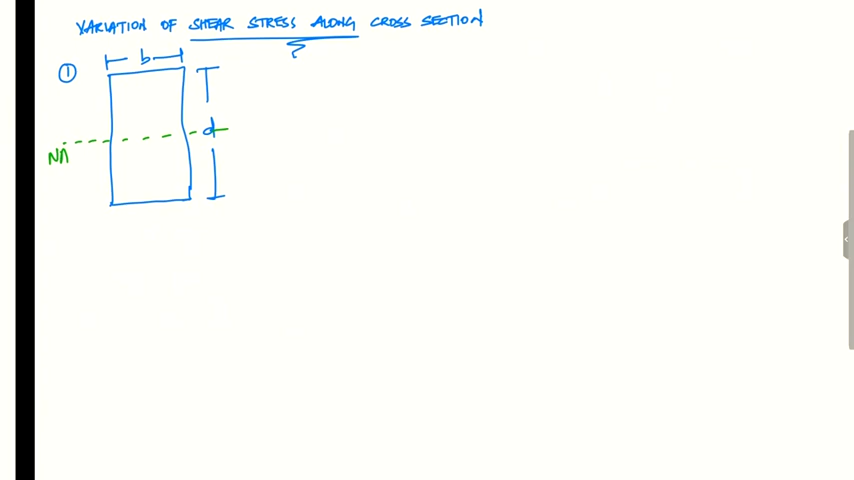 VARIATION OF SHEAR STRESS ALONG CROSS SECTION
① b
d
NA